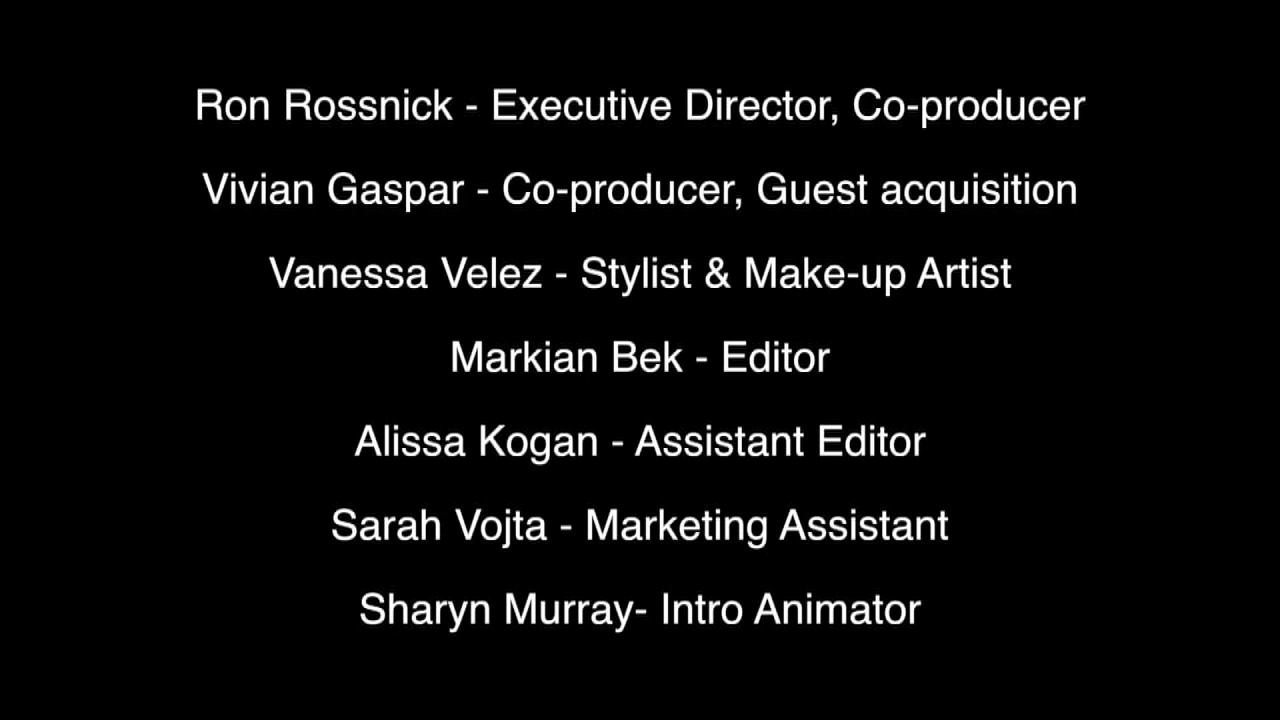 Ron Rossnick - Executive Director, Co-producer
Vivian Gaspar - Co-producer, Guest acquisition
Vanessa Velez - Stylist & Make-up Artist
Markian Bek - Editor
Alissa Kogan - Assistant Editor
Sarah Vojta - Marketing Assistant
Sharyn Murray- Intro Animator